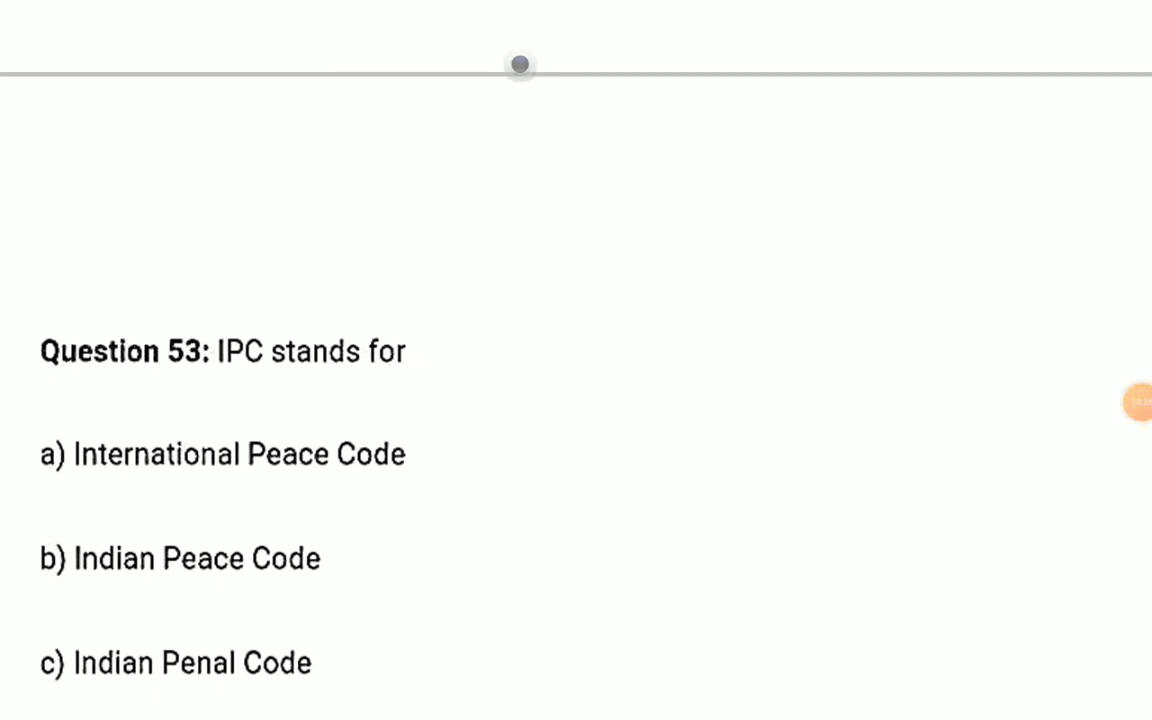 Question 53: IPC stands for
a) International Peace Code
b) Indian Peace Code
c) Indian Penal Code